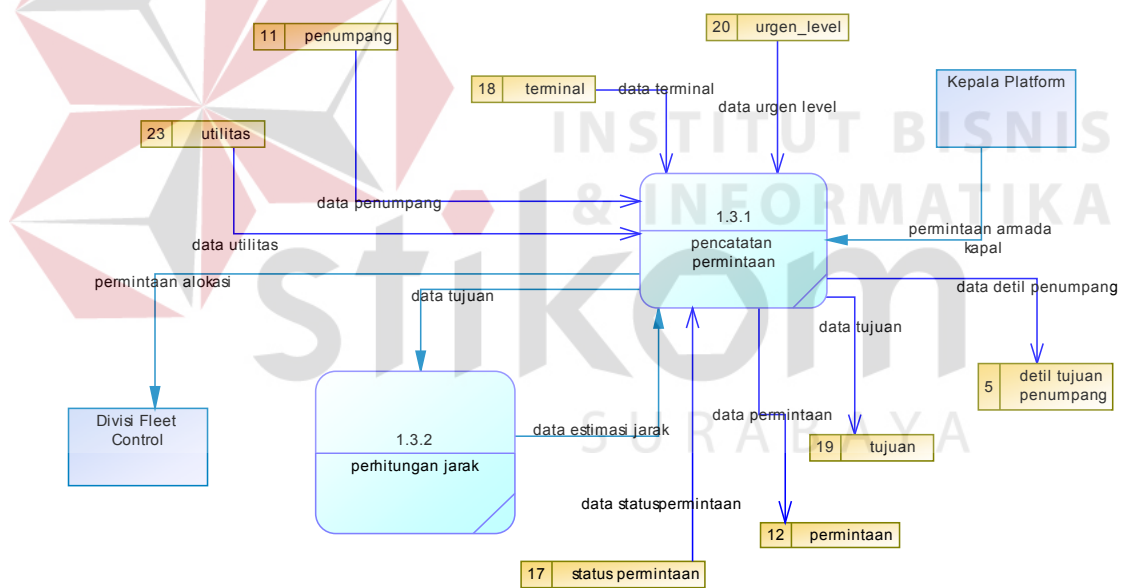 11 penumpang
20 urgen_level
18 teminal
data terminal
Kepala Platform
data urgen level
23 utilitas
INSTITUT BISNIS
& INFORMATIKA
data penumpang
1.3.1
pencatatan
permintaan
permintaan armada
kapal
data utilitas
permintaan alokasi
data tujuan
data detil penumpang
data tujuan
stikom
5 detil tujuan
penumpang
Divisi Fleet
Control
1.3.2
perhitungan jarak
data estimasi jarak
data permintaan
SURABAYA
19 tujuan
data statuspermintaan
12 permintaan
17 status permintaan